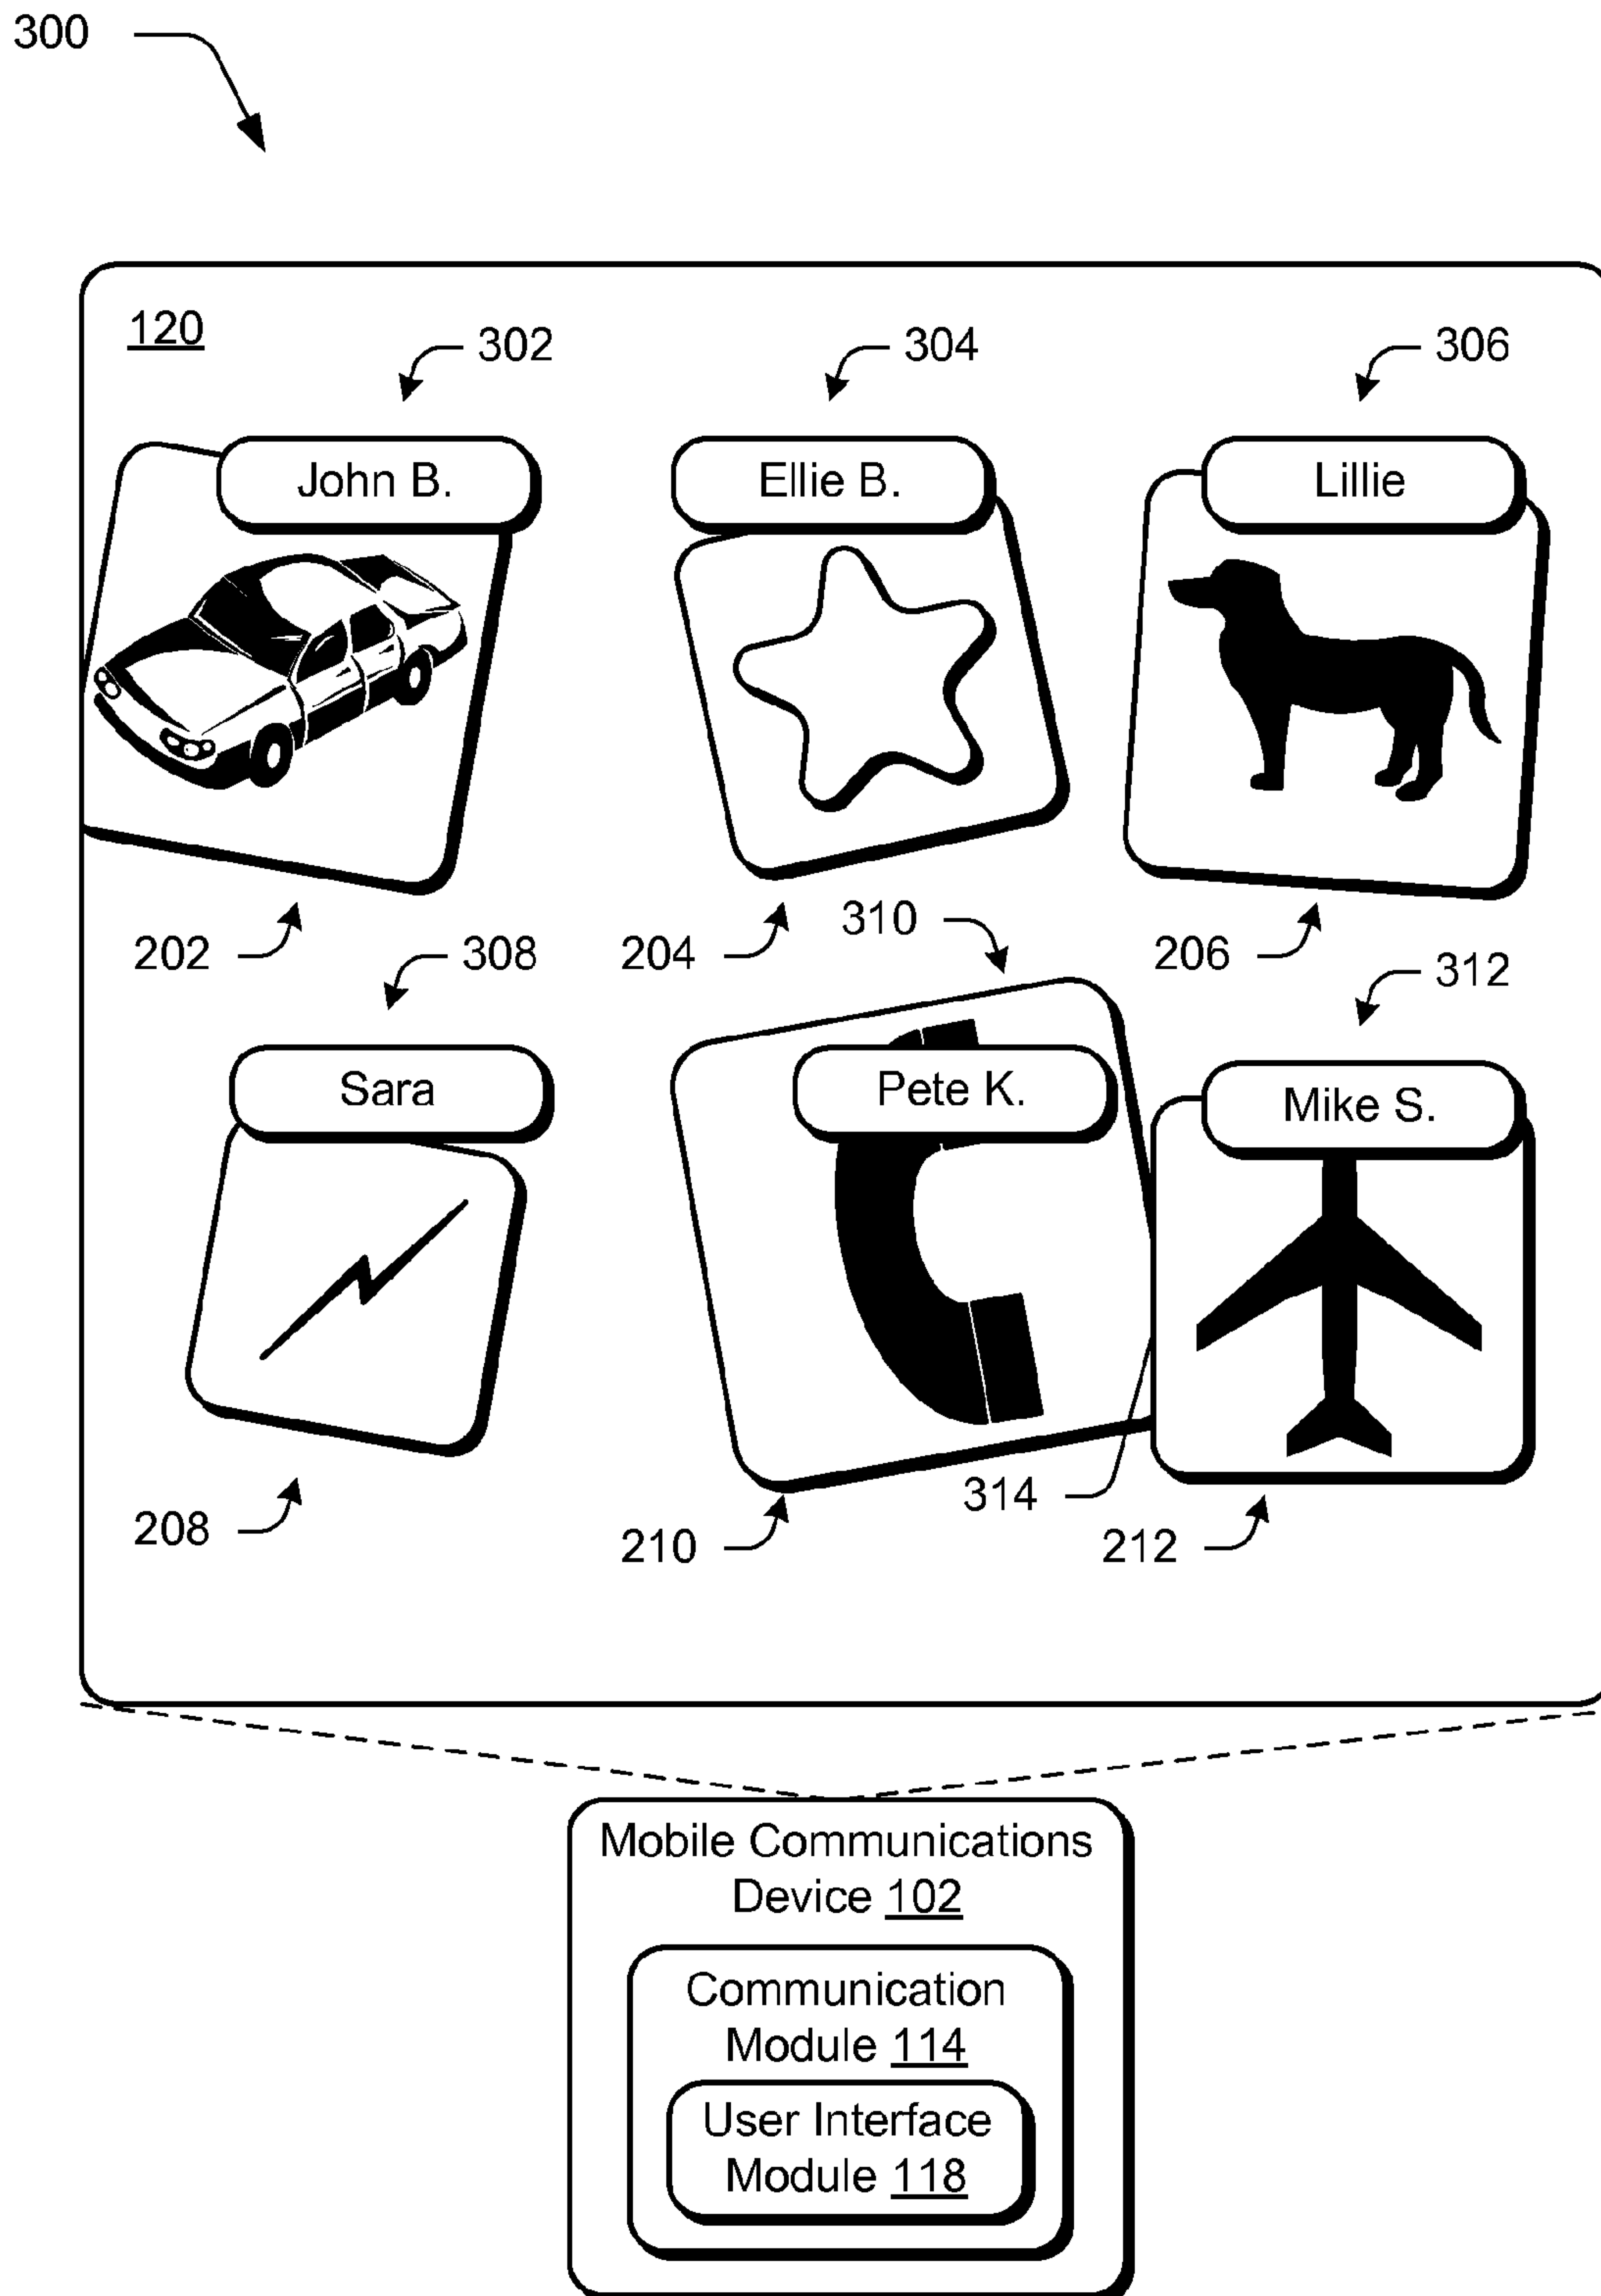 300
120
302
304
306
John B.
Ellie B.
Lillie
202
308
204
310
206
312
Sara
Pete K.
Mike S.
208
210
314
212
Mobile Communications
Device 102
Communication
Module 114
User Interface
Module 118